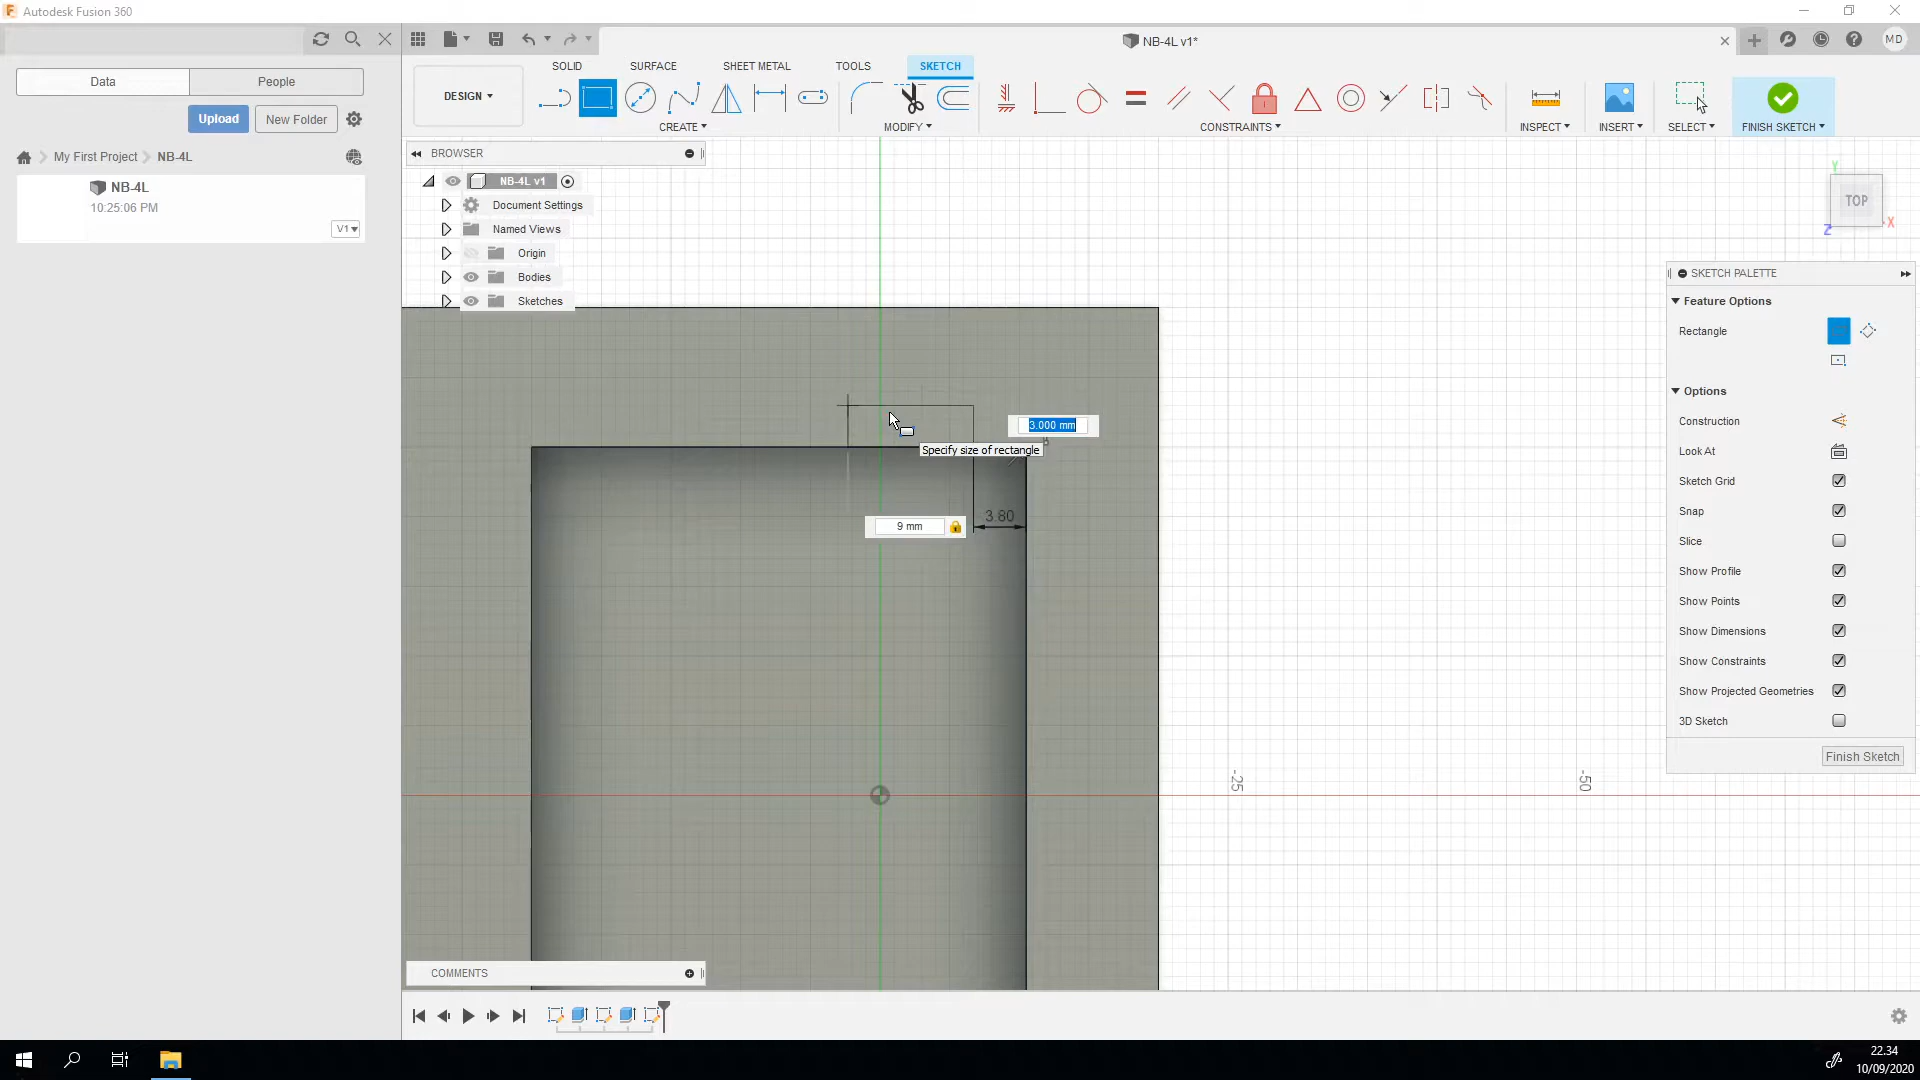 Autodesk Fusion 360
NB-4L v1*
MD
Data
People
Upload
New Folder
My First Project
NB-4L
NB-4L
10:25:06 PM
V1
DESIGN
SOLID
SURFACE
SHEET METAL
TOOLS
SKETCH
CREATE
MODIFY
CONSTRAINTS
INSPECT
INSERT
SELECT
FINISH SKETCH
BROWSER
NB-4L v1
Document Settings
Named Views
Origin
Bodies
Sketches
TOP
Y
X
Z
3.000 mm
Specify size of rectangle
9 mm
3.80
-25
-50
SKETCH PALETTE
Feature Options
Rectangle
Options
Construction
Look At
Sketch Grid
Snap
Slice
Show Profile
Show Points
Show Dimensions
Show Constraints
Show Projected Geometries
3D Sketch
Finish Sketch
COMMENTS
22.34
10/09/2020